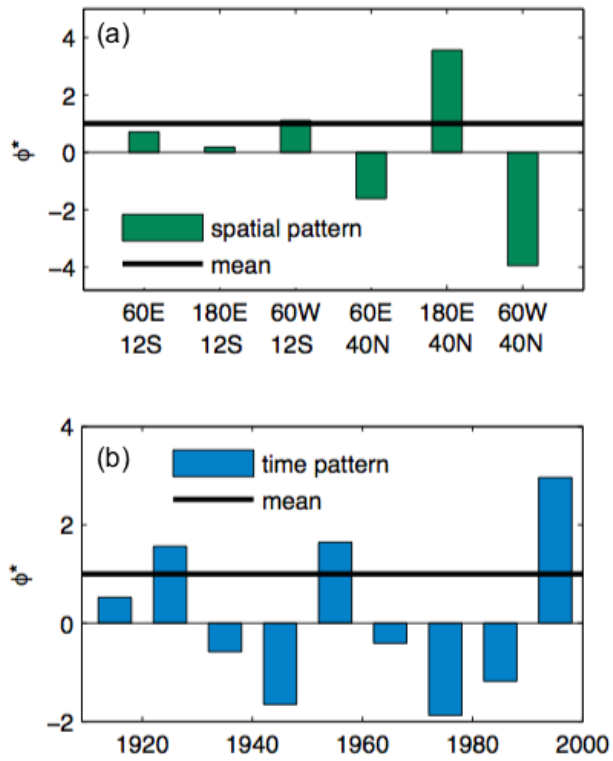 (a)
4
2
0
−2
−4
ϕ*
spatial pattern
mean
60E 180E 60W 60E 180E 60W
12S 12S 12S 40N 40N 40N
(b)
4
2
0
−2
ϕ*
time pattern
mean
1920 1940 1960 1980 2000